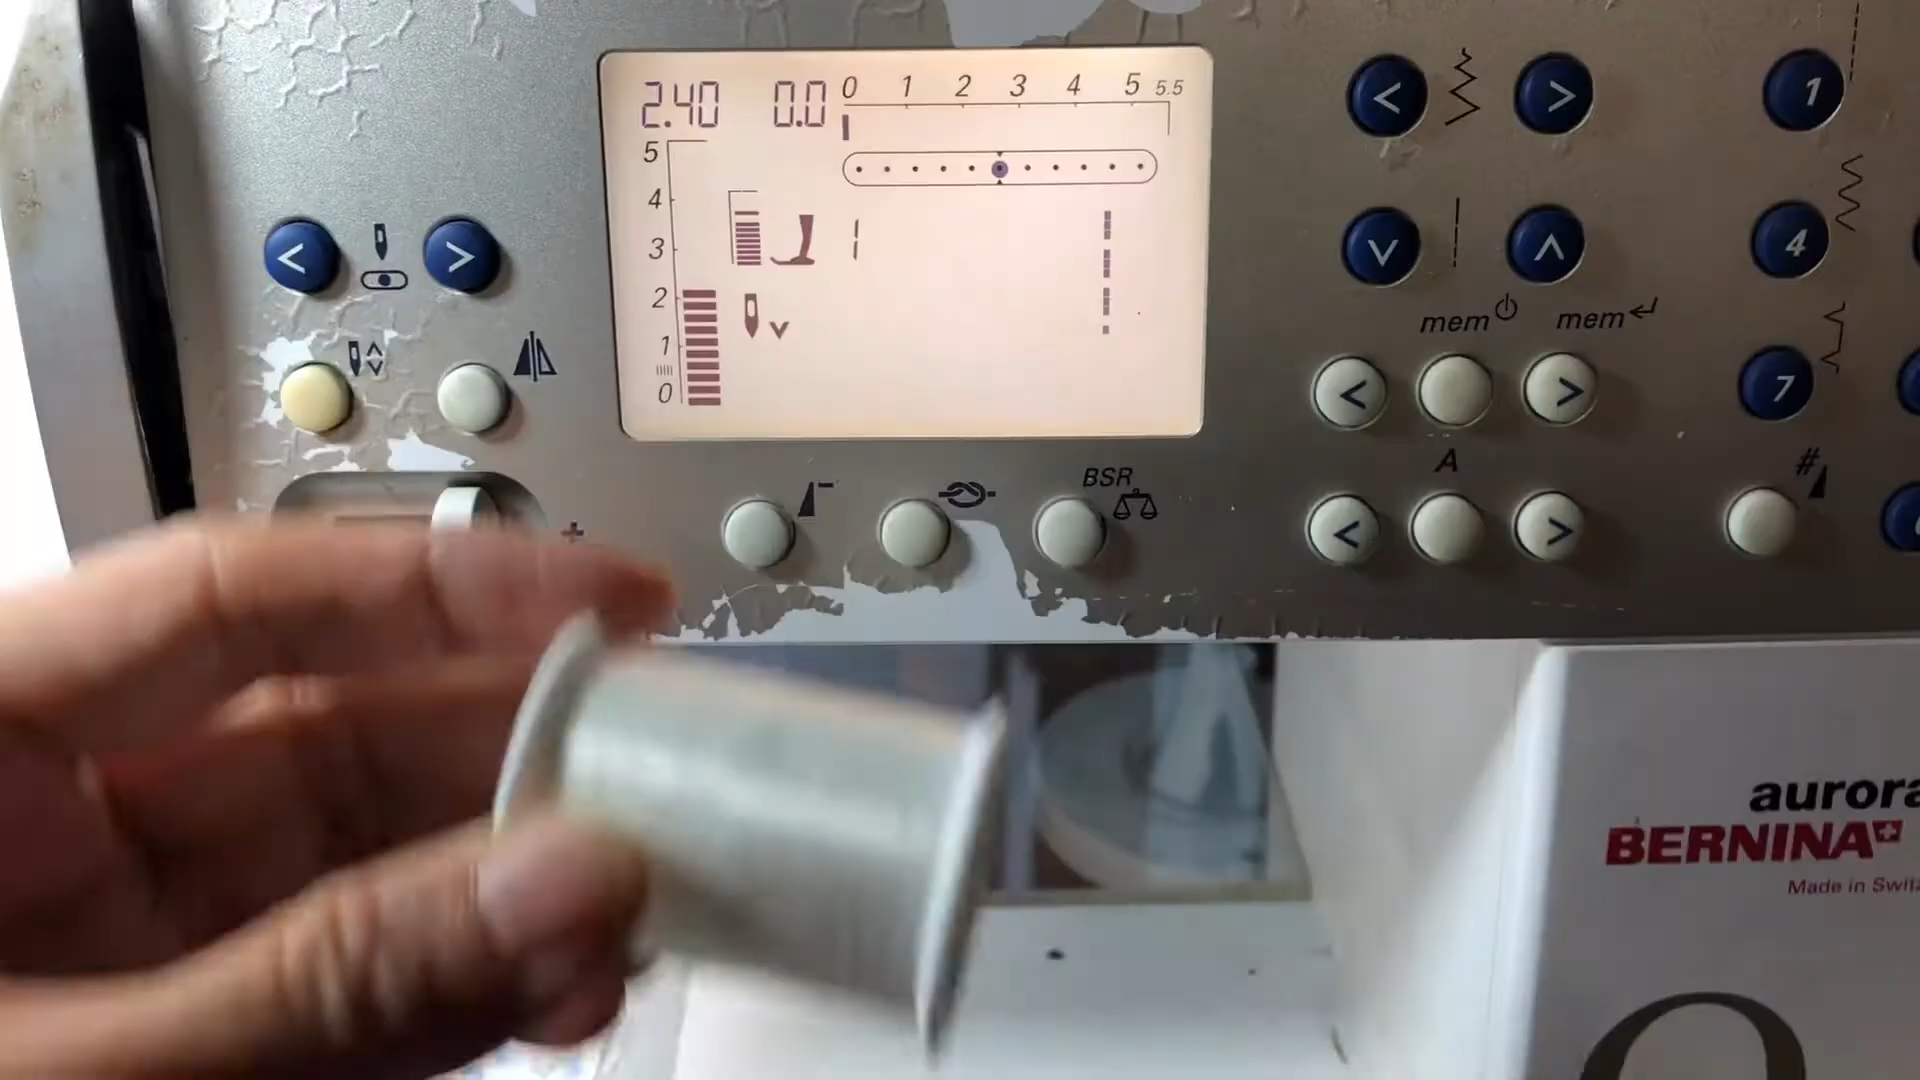 2.40 0.0 0 1 2 3 4 5 5.5
5
4
3
2
1
0
1
< >
< >
1
v ^
4
mem mem
< >
7
+
BSR
A
#
< >
aurora
BERNINA+
Made in